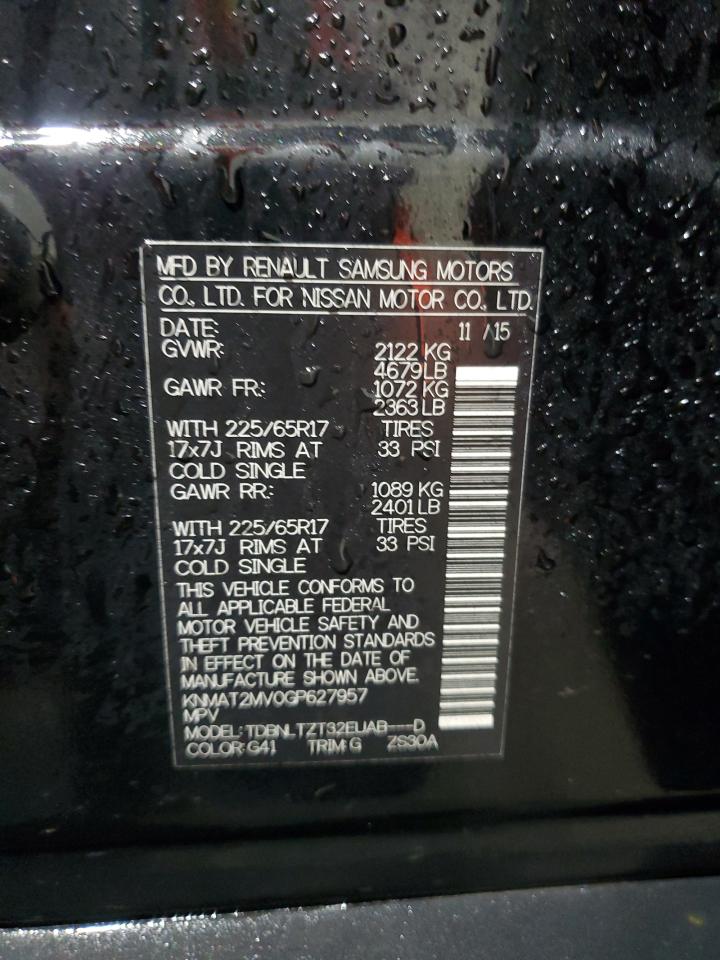 MFD BY RENAULT SAMSUNG MOTORS
CO., LTD. FOR NISSAN MOTOR CO., LTD.
DATE: 11 /15
GVWR: 2122 KG
4679LB
GAWR FR.: 1072 KG
2363 LB
WITH 225/65R17 TIRES
17x7J RIMS AT 33 PSI
COLD SINGLE
GAWR RR.: 1089 KG
2401 LB
WITH 225/65R17 TIRES
17x7J RIMS AT 33 PSI
COLD SINGLE
THIS VEHICLE CONFORMS TO
ALL APPLICABLE FEDERAL
MOTOR VEHICLE SAFETY AND
THEFT PREVENTION STANDARDS
IN EFFECT ON THE DATE OF
MANUFACTURE SHOWN ABOVE.
KNMAT2MV0GP627957
MPV
MODEL: TDBNLTZT32EUAB---D
COLOR: G41 TRIM: G ZS30A